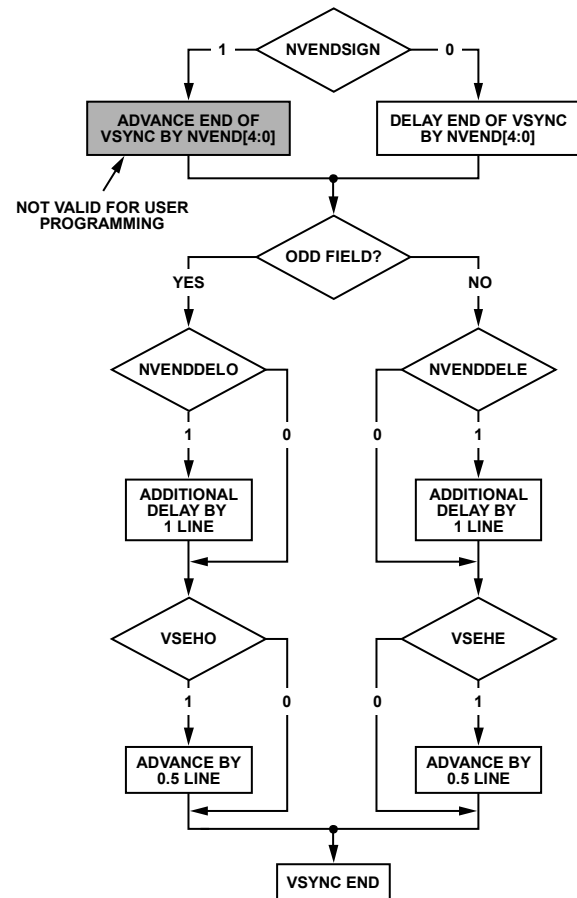 NVENDSIGN
1
0
ADVANCE END OF
VSYNC BY NVEND[4:0]
DELAY END OF VSYNC
BY NVEND[4:0]
NOT VALID FOR USER
PROGRAMMING
ODD FIELD?
YES
NO
NVENDDELO
NVENDDELE
1
0
0
1
ADDITIONAL
DELAY BY
1 LINE
ADDITIONAL
DELAY BY
1 LINE
VSEHO
VSEHE
1
0
0
1
ADVANCE BY
0.5 LINE
ADVANCE BY
0.5 LINE
VSYNC END